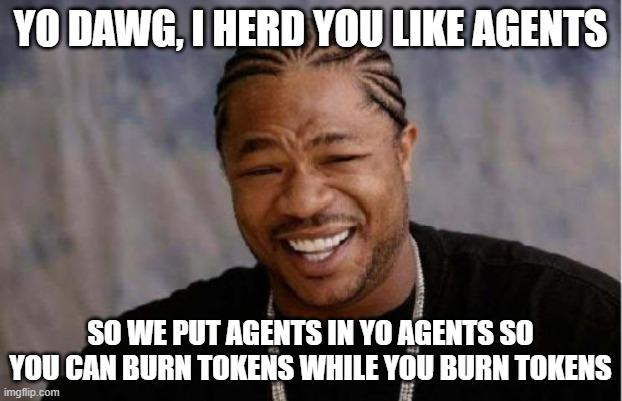 YO DAWG, I HERD YOU LIKE AGENTS
SO WE PUT AGENTS IN YO AGENTS SO
YOU CAN BURN TOKENS WHILE YOU BURN TOKENS
imgflip.com